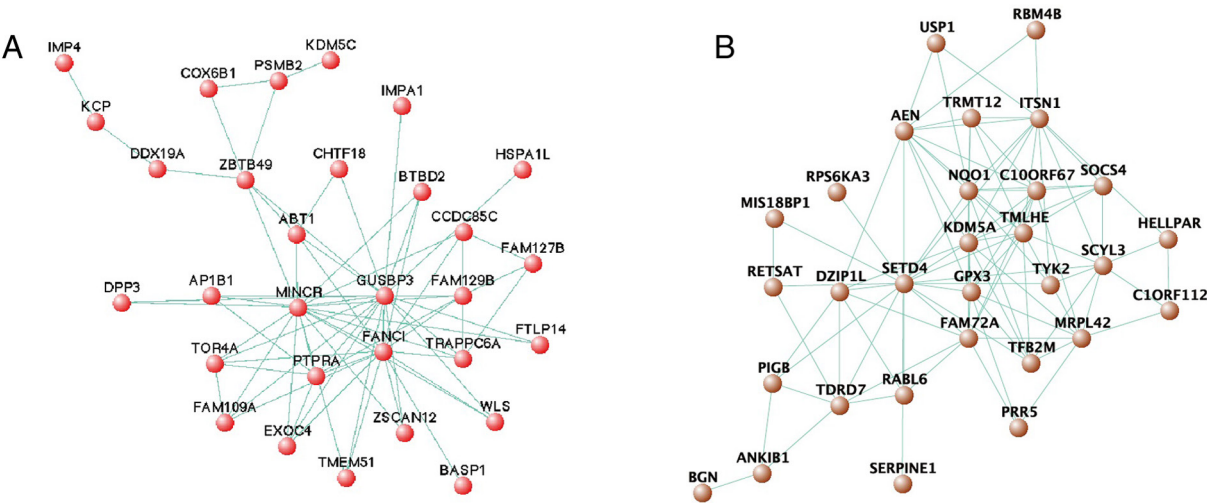 A
IMP4
KCP
DDX19A
COX6B1
PSMB2
KDM5C
ZBTB49
IMPA1
CHTF18
BTBD2
HSPA1L
ABT1
CCDC85C
FAM127B
DPP3
AP1B1
MINCR
GUSBP3
FAM129B
FTLP14
TOR4A
PTPRA
FANCI
TRAPPC6A
FAM109A
EXOC4
ZSCAN12
WLS
TMEM51
BASP1
B
USP1
RBM4B
AEN
TRMT12
ITSN1
RPS6KA3
NQO1
C10ORF67
SOCS4
MIS18BP1
KDM5A
TMLHE
HELLPAR
RETSAT
DZIP1L
SETD4
GPX3
TYK2
SCYL3
C1ORF112
FAM72A
TFB2M
MRPL42
PIGB
TDRD7
RABL6
PRR5
BGN
ANKIB1
SERPINE1